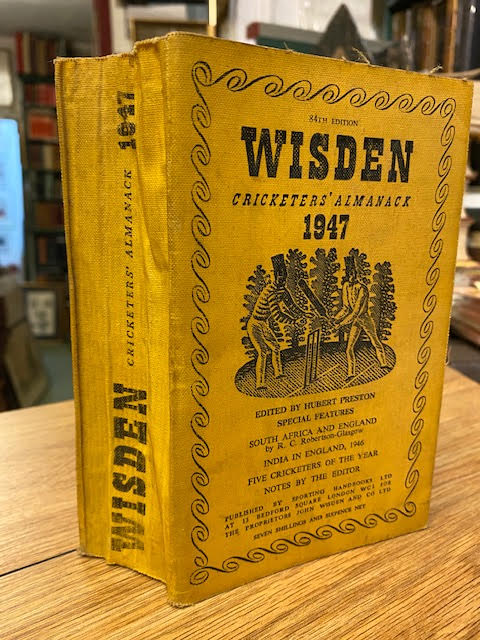 84TH EDITION
WISDEN
CRICKETERS' ALMANACK
1947
EDITED BY HUBERT PRESTON
SPECIAL FEATURES
SOUTH AFRICA AND ENGLAND
by R. C. Robertson-Glasgow
INDIA IN ENGLAND, 1946
FIVE CRICKETERS OF THE YEAR
NOTES BY THE EDITOR
PUBLISHED BY SPORTING HANDBOOKS LTD
AT 13 BEDFORD SQUARE LONDON WC1 FOR
THE PROPRIETORS JOHN WISDEN AND CO LTD
SEVEN SHILLINGS AND SIXPENCE NET
WISDEN CRICKETERS' ALMANACK 1947